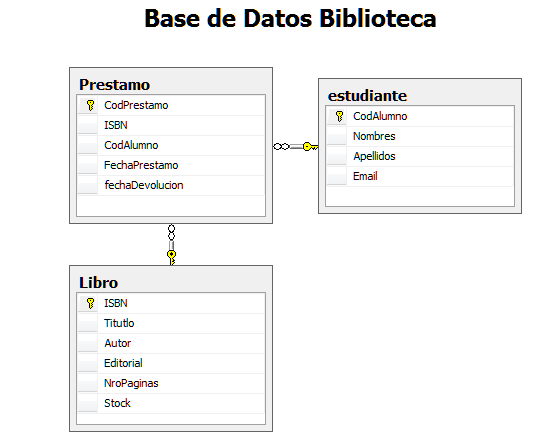 Base de Datos Biblioteca
Prestamo
CodPrestamo
ISBN
CodAlumno
FechaPrestamo
fechaDevolucion
estudiante
CodAlumno
Nombres
Apellidos
Email
Libro
ISBN
Titutlo
Autor
Editorial
NroPaginas
Stock